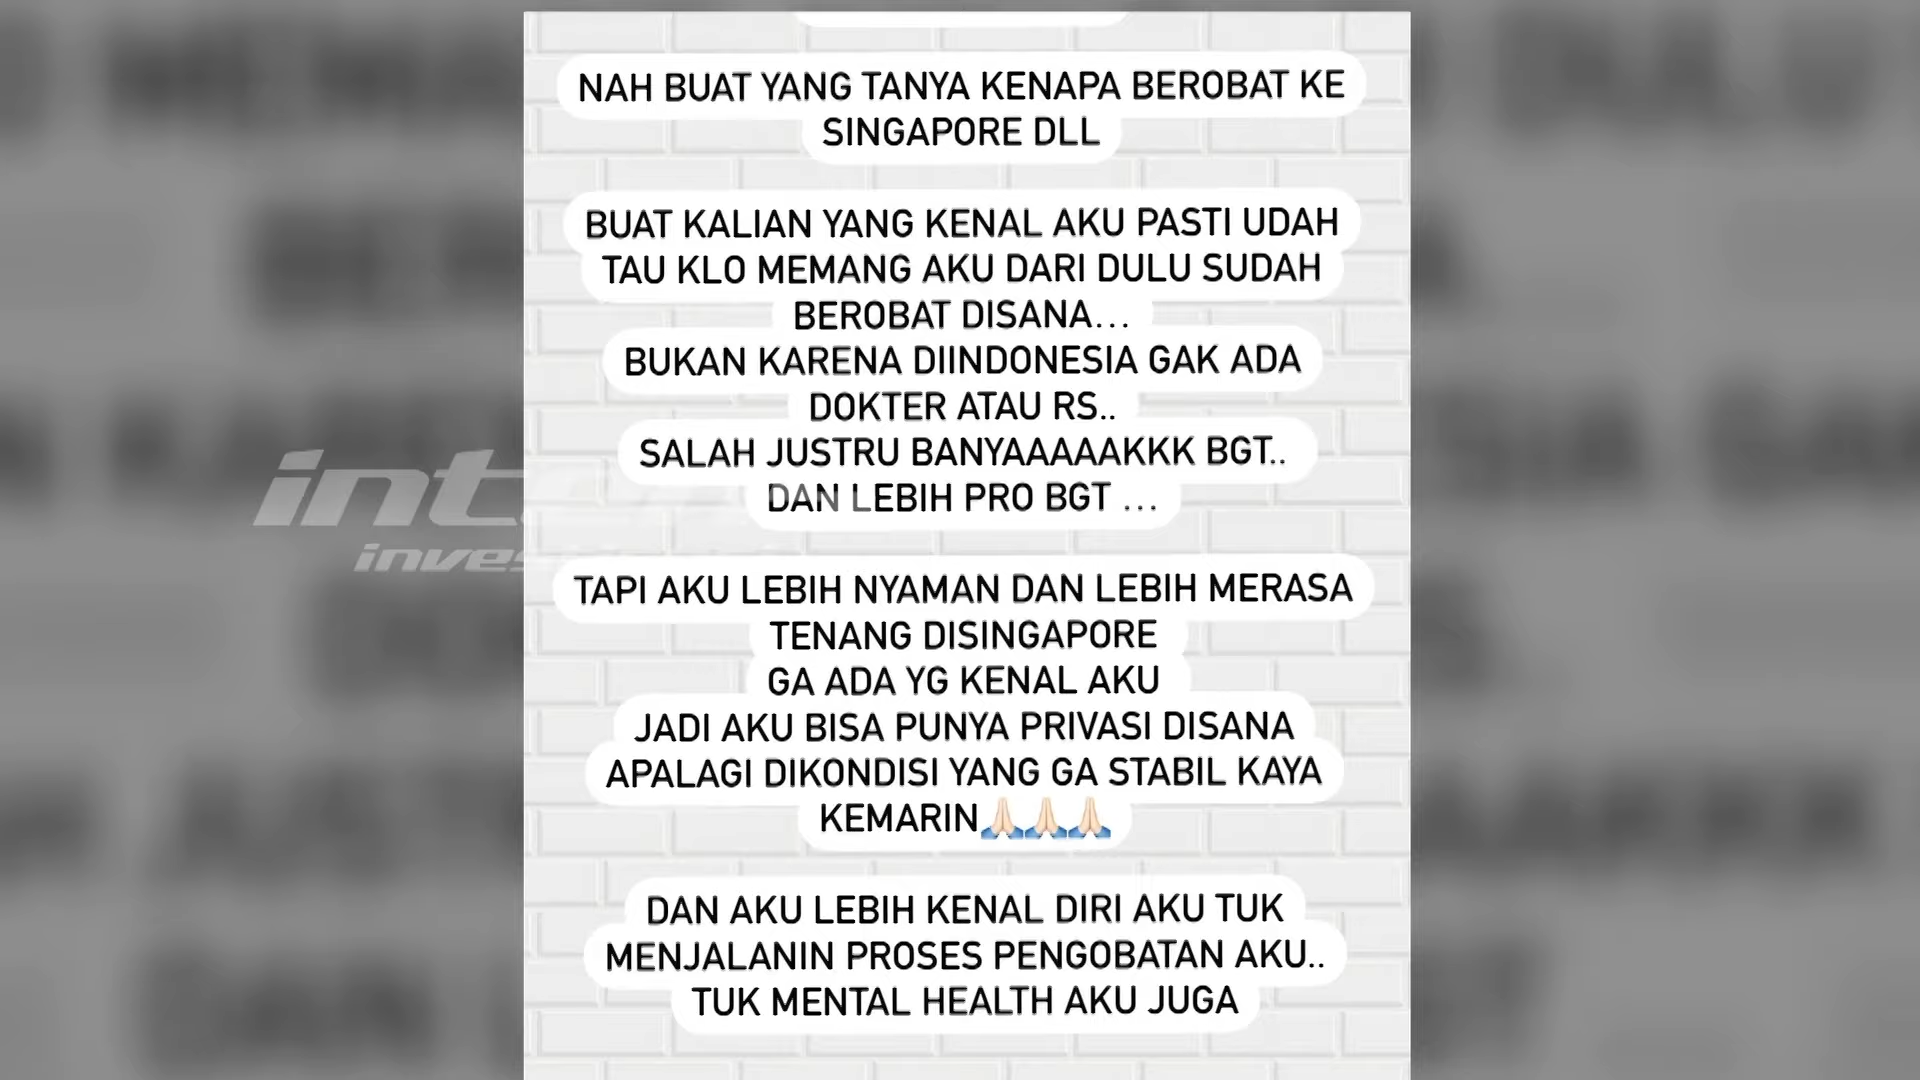 NAH BUAT YANG TANYA KENAPA BEROBAT KE
SINGAPORE DLL
BUAT KALIAN YANG KENAL AKU PASTI UDAH
TAU KLO MEMANG AKU DARI DULU SUDAH
BEROBAT DISANA...
BUKAN KARENA DIINDONESIA GAK ADA
DOKTER ATAU RS..
SALAH JUSTRU BANYAAAAAKKK BGT..
DAN LEBIH PRO BGT ...
TAPI AKU LEBIH NYAMAN DAN LEBIH MERASA
TENANG DISINGAPORE
GA ADA YG KENAL AKU
JADI AKU BISA PUNYA PRIVASI DISANA
APALAGI DIKONDISI YANG GA STABIL KAYA
KEMARIN🙏🏻🙏🏻🙏🏻
DAN AKU LEBIH KENAL DIRI AKU TUK
MENJALANIN PROSES PENGOBATAN AKU..
TUK MENTAL HEALTH AKU JUGA